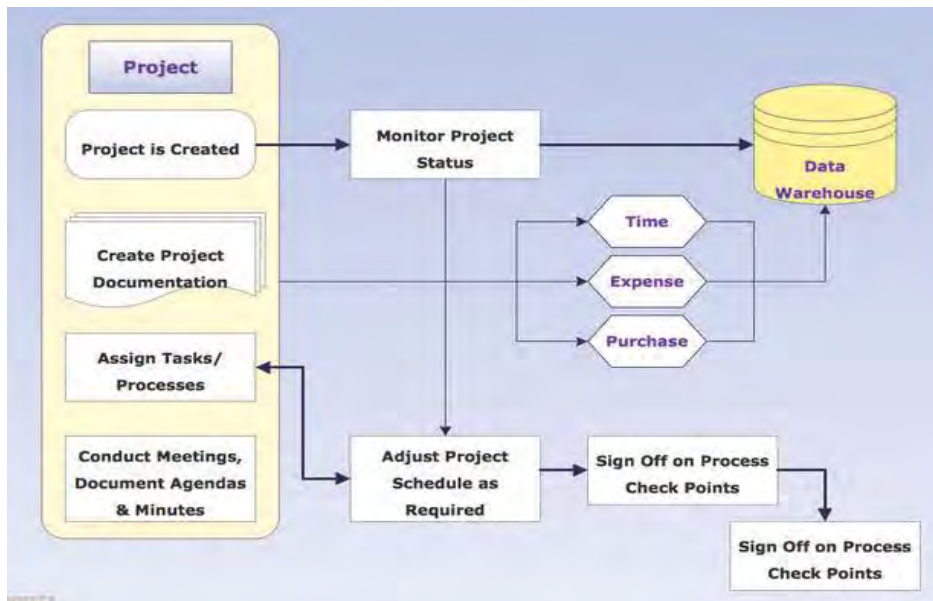 Project
Project is Created
Create Project
Documentation
Assign Tasks/
Processes
Conduct Meetings,
Document Agendas
& Minutes
Monitor Project
Status
Data
Warehouse
Time
Expense
Purchase
Adjust Project
Schedule as
Required
Sign Off on Process
Check Points
Sign Off on Process
Check Points